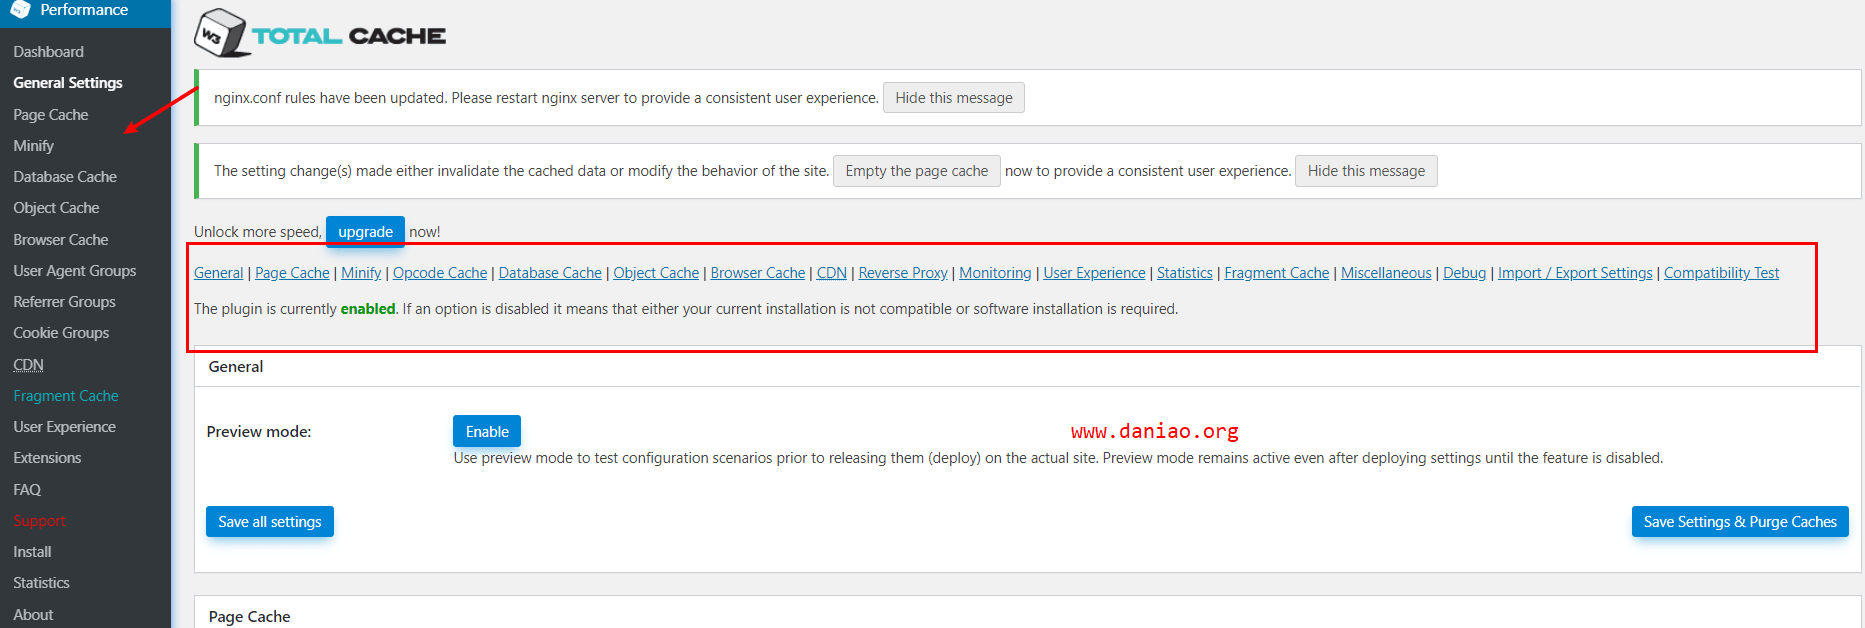 Performance
Dashboard
General Settings
Page Cache
Minify
Database Cache
Object Cache
Browser Cache
User Agent Groups
Referrer Groups
Cookie Groups
CDN
Fragment Cache
User Experience
Extensions
FAQ
Support
Install
Statistics
About
W3 TOTAL CACHE
nginx.conf rules have been updated. Please restart nginx server to provide a consistent user experience. Hide this message
The setting change(s) made either invalidate the cached data or modify the behavior of the site. Empty the page cache now to provide a consistent user experience. Hide this message
Unlock more speed, upgrade now!
General | Page Cache | Minify | Opcode Cache | Database Cache | Object Cache | Browser Cache | CDN | Reverse Proxy | Monitoring | User Experience | Statistics | Fragment Cache | Miscellaneous | Debug | Import / Export Settings | Compatibility Test
The plugin is currently enabled. If an option is disabled it means that either your current installation is not compatible or software installation is required.
General
Preview mode: Enable
www.daniao.org
Use preview mode to test configuration scenarios prior to releasing them (deploy) on the actual site. Preview mode remains active even after deploying settings until the feature is disabled.
Save all settings Save Settings & Purge Caches
Page Cache